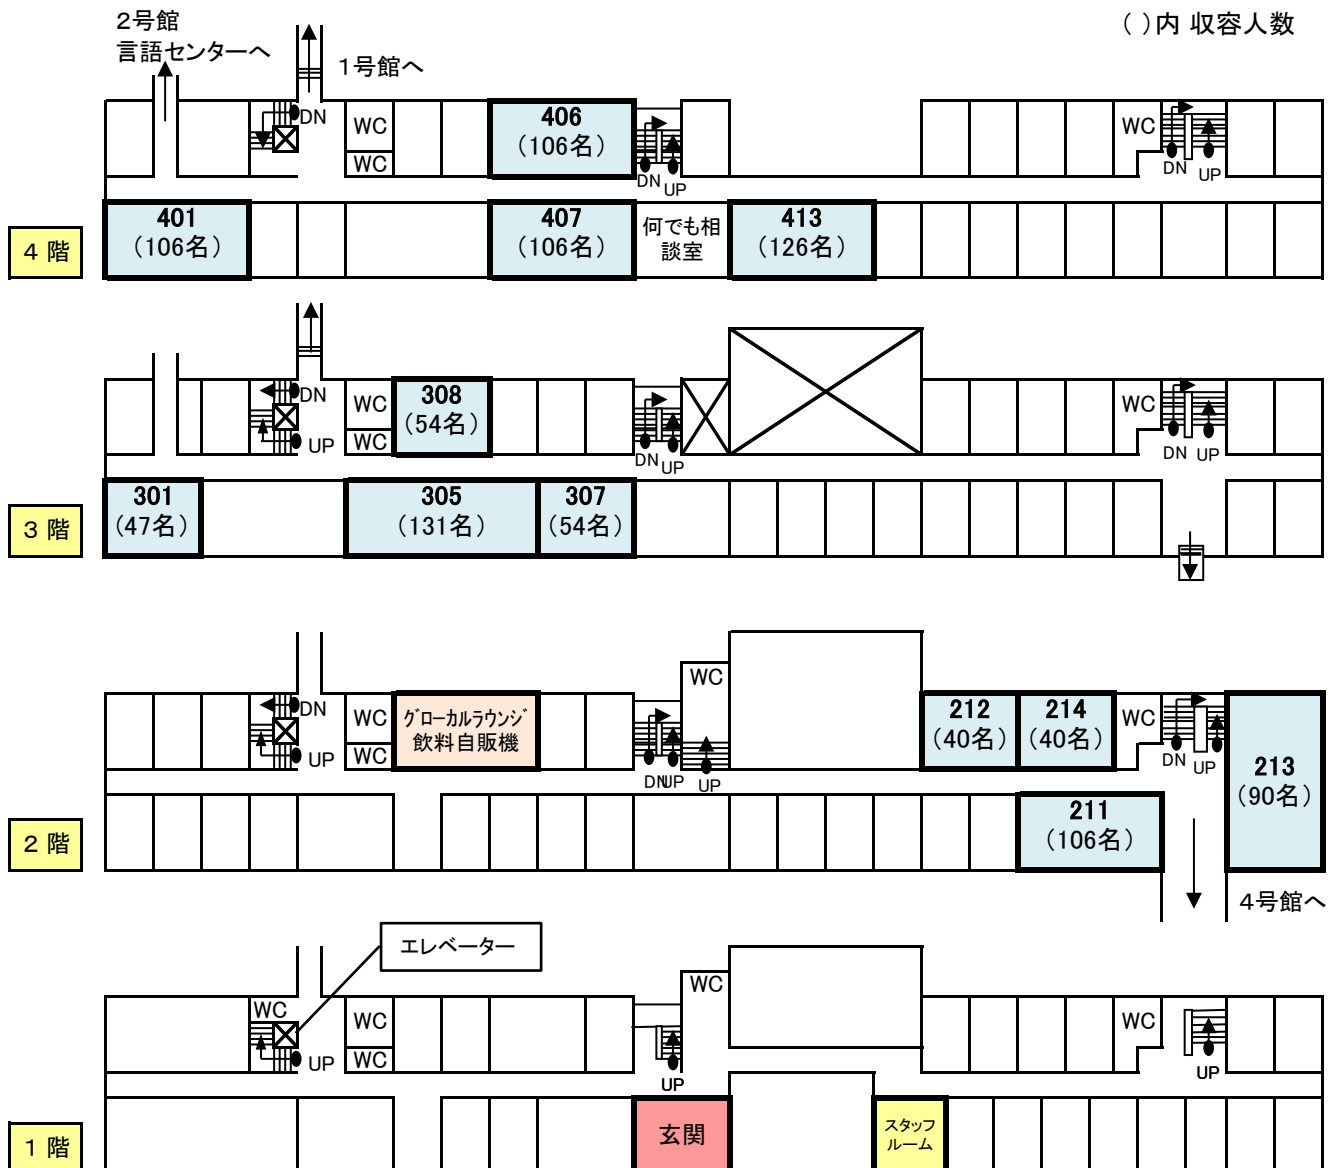 2号館
言語センターへ
1号館へ
( )内 収容人数
DN
WC
WC
406
(106名)
DN
UP
WC
DN
UP
401
(106名)
407
(106名)
何でも相
談室
413
(126名)
4 階
DN
UP
WC
WC
308
(54名)
DN
UP
WC
DN
UP
301
(47名)
305
(131名)
307
(54名)
3 階
DN
UP
WC
WC
グローカルラウンジ
飲料自販機
DN
UP
WC
UP
212
(40名)
214
(40名)
WC
DN
UP
213
(90名)
211
(106名)
2 階
4号館へ
エレベーター
WC
UP
WC
WC
UP
WC
WC
UP
玄関
スタッフ
ルーム
1 階